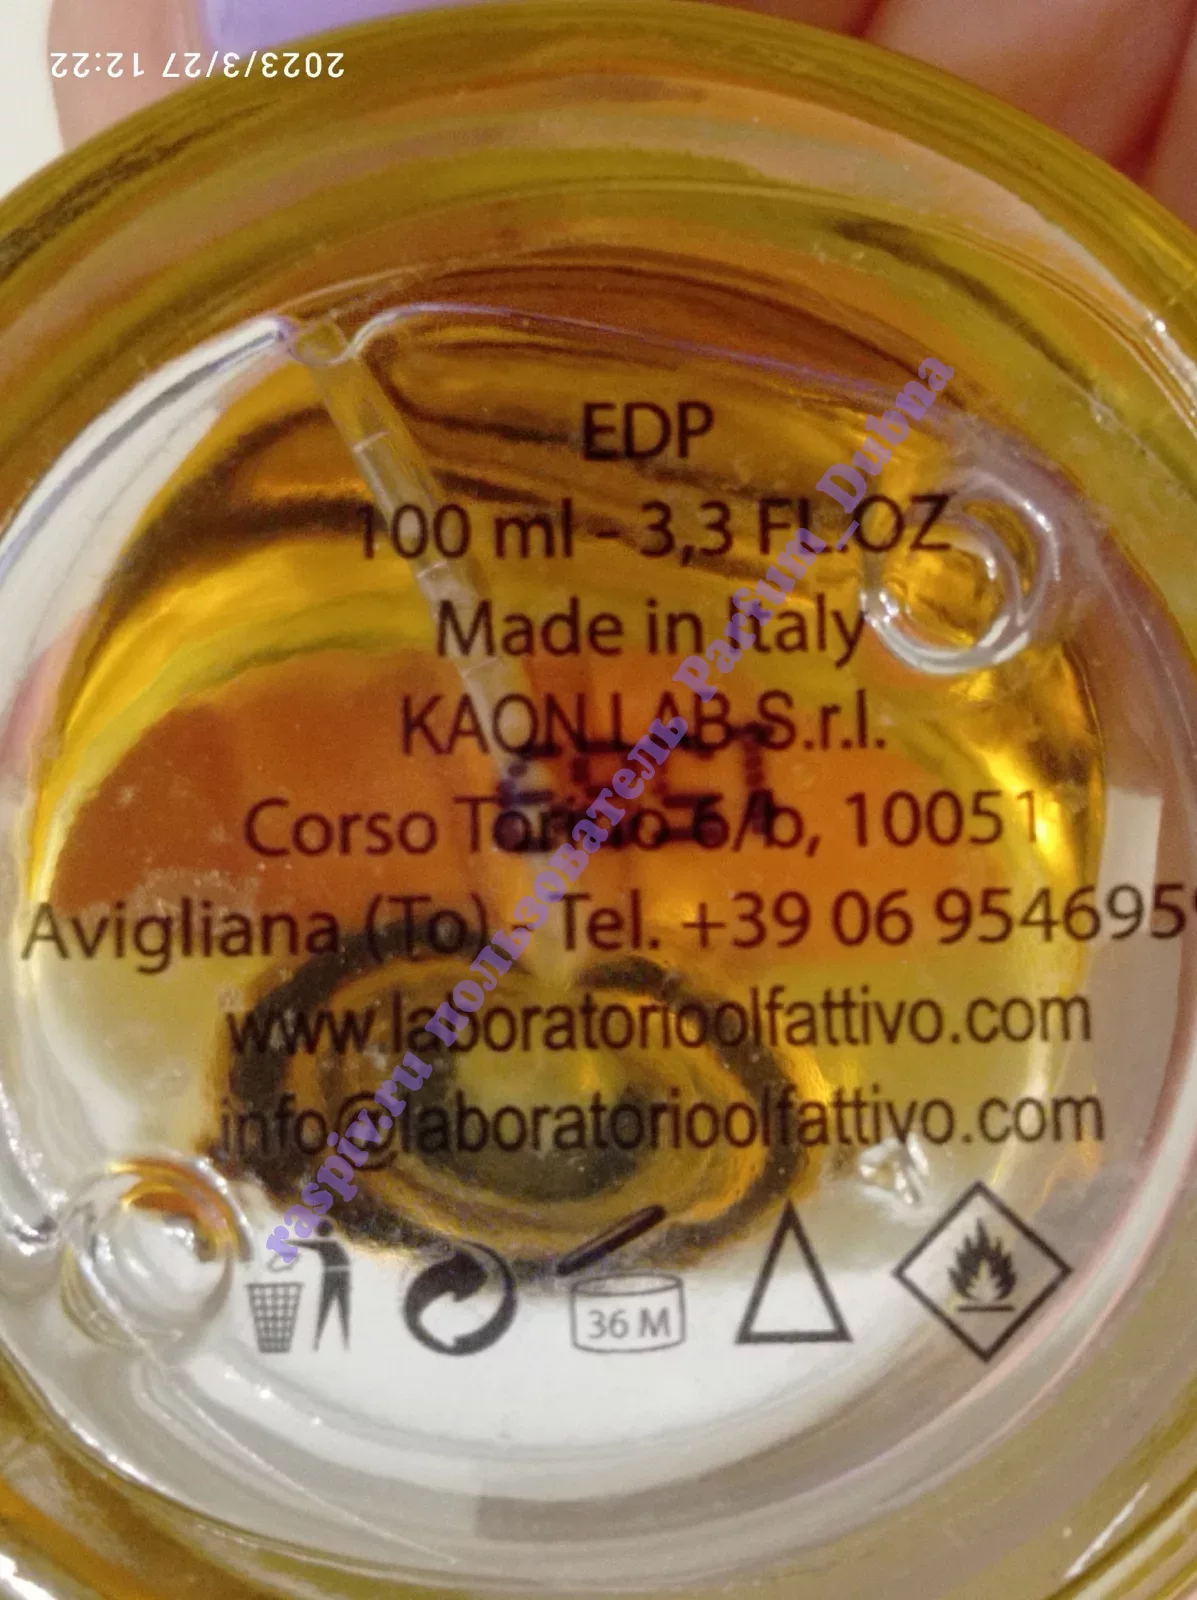 2023/3/27 12:22
EDP
100 ml - 3,3 FL.OZ
Made in Italy
KAON LAB S.r.l.
Corso Torino 6/b, 10051
Avigliana (To) - Tel. +39 06 954695
www.laboratorioolfattivo.com
info@laboratorioolfattivo.com
36 M
raspiv.ru пользователь Parfum_Dubna